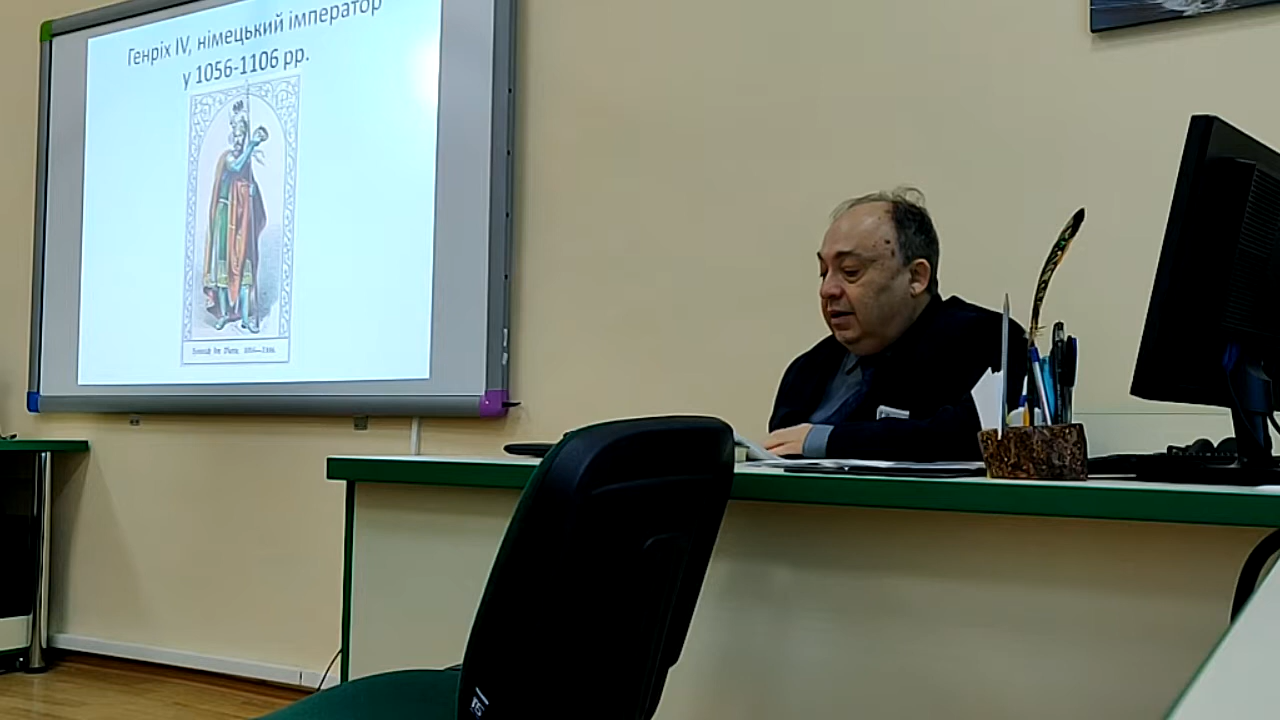 Генріх IV, німецький імператор
у 1056-1106 рр.